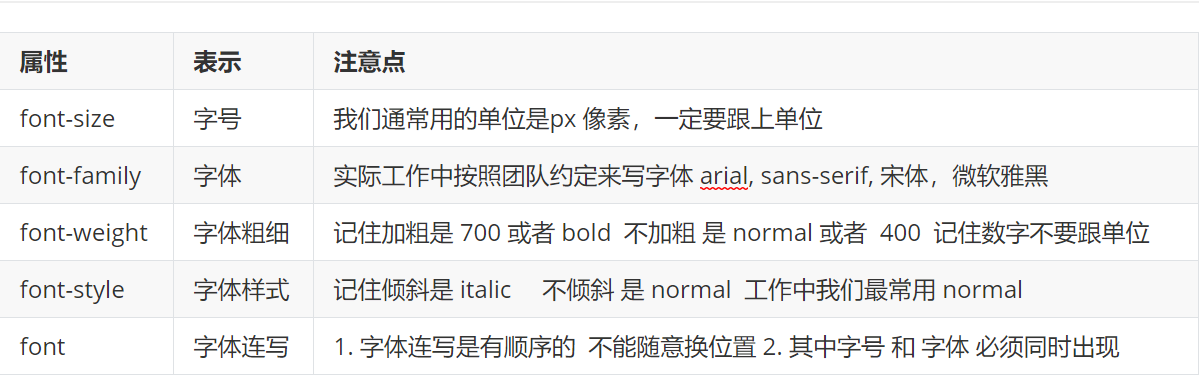 属性 表示 注意点
font-size 字号 我们通常用的单位是px 像素，一定要跟上单位
font-family 字体 实际工作中按照团队约定来写字体 arial, sans-serif, 宋体，微软雅黑
font-weight 字体粗细 记住加粗是 700 或者 bold 不加粗 是 normal 或者 400 记住数字不要跟单位
font-style 字体样式 记住倾斜是 italic 不倾斜 是 normal 工作中我们最常用 normal
font 字体连写 1. 字体连写是有顺序的 不能随意换位置 2. 其中字号 和 字体 必须同时出现